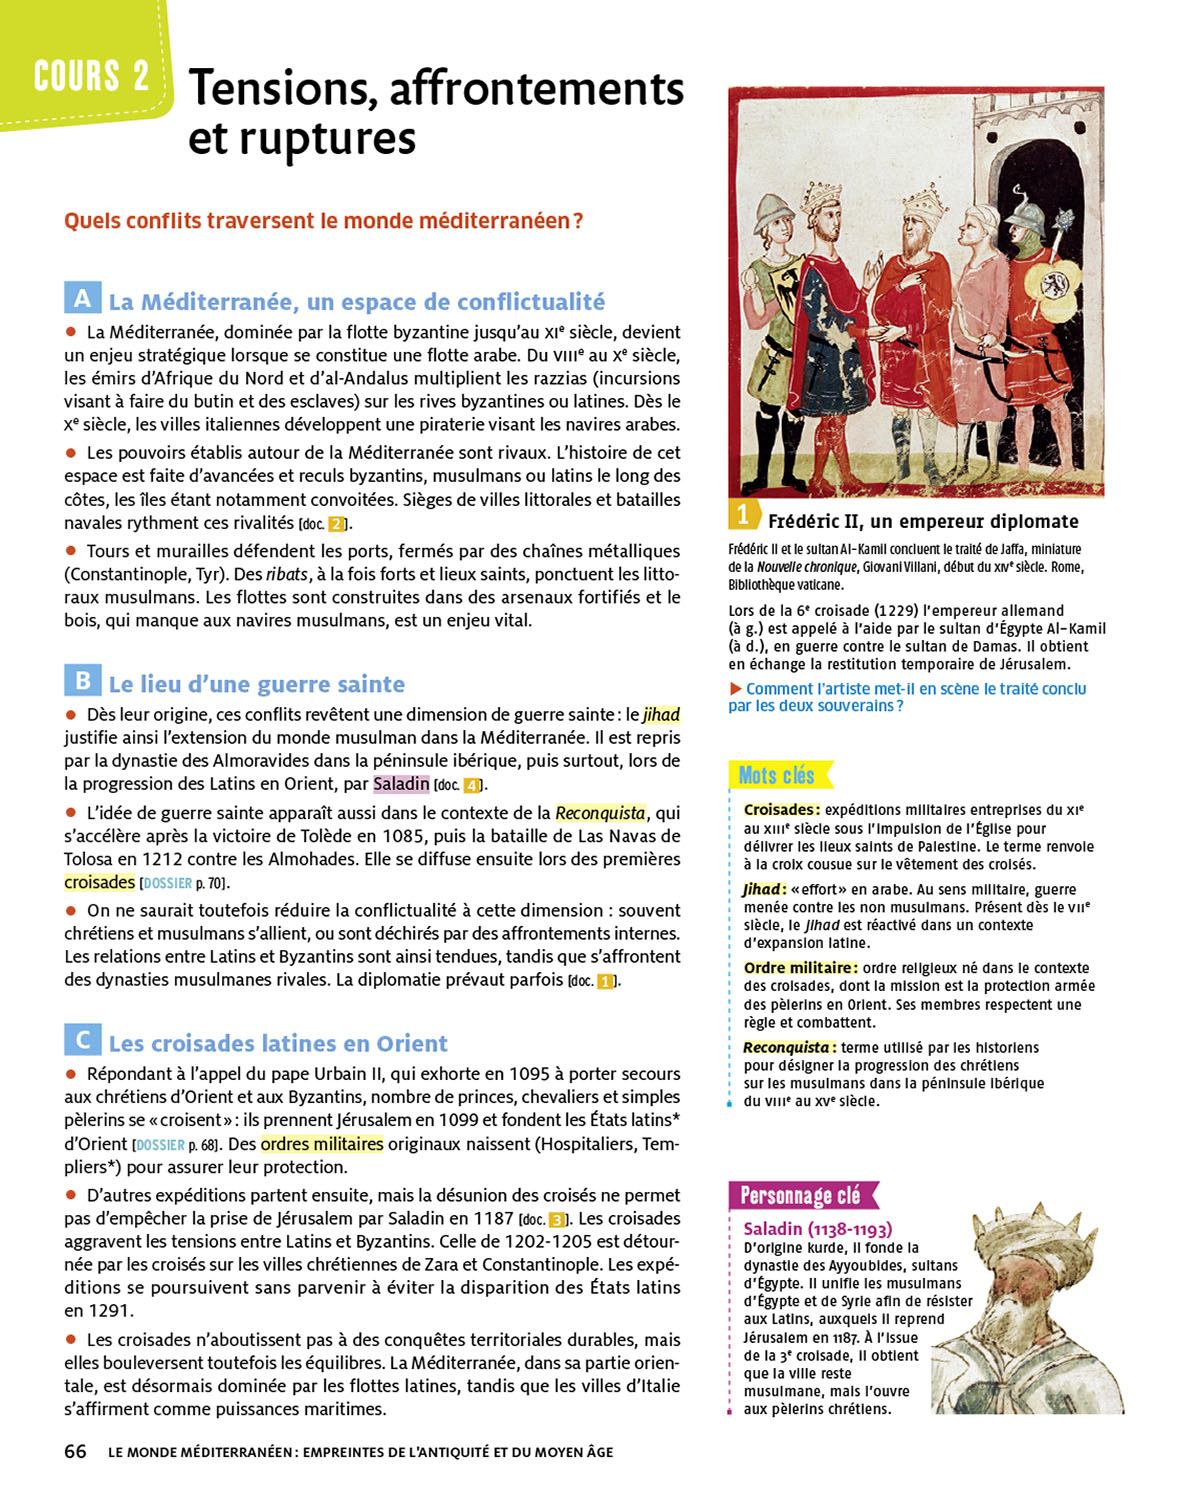 COURS 2
Tensions, affrontements
et ruptures
Quels conflits traversent le monde méditerranéen ?
A La Méditerranée, un espace de conflictualité
• La Méditerranée, dominée par la flotte byzantine jusqu'au XIe siècle, devient
un enjeu stratégique lorsque se constitue une flotte arabe. Du VIIIe au Xe siècle,
les émirs d'Afrique du Nord et d'al-Andalus multiplient les razzias (incursions
visant à faire du butin et des esclaves) sur les rives byzantines ou latines. Dès le
Xe siècle, les villes italiennes développent une piraterie visant les navires arabes.
• Les pouvoirs établis autour de la Méditerranée sont rivaux. L'histoire de cet
espace est faite d'avancées et reculs byzantins, musulmans ou latins le long des
côtes, les îles étant notamment convoitées. Sièges de villes littorales et batailles
navales rythment ces rivalités [doc. 2].
• Tours et murailles défendent les ports, fermés par des chaînes métalliques
(Constantinople, Tyr). Des ribats, à la fois forts et lieux saints, ponctuent les litto-
raux musulmans. Les flottes sont construites dans des arsenaux fortifiés et le
bois, qui manque aux navires musulmans, est un enjeu vital.
B Le lieu d'une guerre sainte
• Dès leur origine, ces conflits revêtent une dimension de guerre sainte : le jihad
justifie ainsi l'extension du monde musulman dans la Méditerranée. Il est repris
par la dynastie des Almoravides dans la péninsule ibérique, puis surtout, lors de
la progression des Latins en Orient, par Saladin [doc. 4].
• L'idée de guerre sainte apparaît aussi dans le contexte de la Reconquista, qui
s'accélère après la victoire de Tolède en 1085, puis la bataille de Las Navas de
Tolosa en 1212 contre les Almohades. Elle se diffuse ensuite lors des premières
croisades [DOSSIER p. 70].
• On ne saurait toutefois réduire la conflictualité à cette dimension : souvent
chrétiens et musulmans s'allient, ou sont déchirés par des affrontements internes.
Les relations entre Latins et Byzantins sont ainsi tendues, tandis que s'affrontent
des dynasties musulmanes rivales. La diplomatie prévaut parfois [doc. 1].
C Les croisades latines en Orient
• Répondant à l'appel du pape Urbain II, qui exhorte en 1095 à porter secours
aux chrétiens d'Orient et aux Byzantins, nombre de princes, chevaliers et simples
pèlerins se « croisent » : ils prennent Jérusalem en 1099 et fondent les États latins*
d'Orient [DOSSIER p. 68]. Des ordres militaires originaux naissent (Hospitaliers, Tem-
pliers*) pour assurer leur protection.
• D'autres expéditions partent ensuite, mais la désunion des croisés ne permet
pas d'empêcher la prise de Jérusalem par Saladin en 1187 [doc. 3]. Les croisades
aggravent les tensions entre Latins et Byzantins. Celle de 1202-1205 est détour-
née par les croisés sur les villes chrétiennes de Zara et Constantinople. Les expé-
ditions se poursuivent sans parvenir à éviter la disparition des États latins
en 1291.
• Les croisades n'aboutissent pas à des conquêtes territoriales durables, mais
elles bouleversent toutefois les équilibres. La Méditerranée, dans sa partie orien-
tale, est désormais dominée par les flottes latines, tandis que les villes d'Italie
s'affirment comme puissances maritimes.
1 Frédéric II, un empereur diplomate
Frédéric II et le sultan Al-Kamil concluent le traité de Jaffa, miniature
de la Nouvelle chronique, Giovani Villani, début du XIVe siècle. Rome,
Bibliothèque vaticane.
Lors de la 6e croisade (1229) l'empereur allemand
(à g.) est appelé à l'aide par le sultan d'Égypte Al-Kamil
(à d.), en guerre contre le sultan de Damas. Il obtient
en échange la restitution temporaire de Jérusalem.
▶ Comment l'artiste met-il en scène le traité conclu
par les deux souverains ?
Mots clés
Croisades : expéditions militaires entreprises du XIe
au XIIIe siècle sous l'impulsion de l'Église pour
délivrer les lieux saints de Palestine. Le terme renvoie
à la croix cousue sur le vêtement des croisés.
Jihad : « effort » en arabe. Au sens militaire, guerre
menée contre les non musulmans. Présent dès le VIIe
siècle, le jihad est réactivé dans un contexte
d'expansion latine.
Ordre militaire : ordre religieux né dans le contexte
des croisades, dont la mission est la protection armée
des pèlerins en Orient. Ses membres respectent une
règle et combattent.
Reconquista : terme utilisé par les historiens
pour désigner la progression des chrétiens
sur les musulmans dans la péninsule ibérique
du VIIIe au XVe siècle.
Personnage clé
Saladin (1138-1193)
D'origine kurde, il fonde la
dynastie des Ayyoubides, sultans
d'Égypte. Il unifie les musulmans
d'Égypte et de Syrie afin de résister
aux Latins, auxquels il reprend
Jérusalem en 1187. À l'issue
de la 3e croisade, il obtient
que la ville reste
musulmane, mais l'ouvre
aux pèlerins chrétiens.
66 LE MONDE MÉDITERRANÉEN : EMPREINTES DE L'ANTIQUITÉ ET DU MOYEN ÂGE